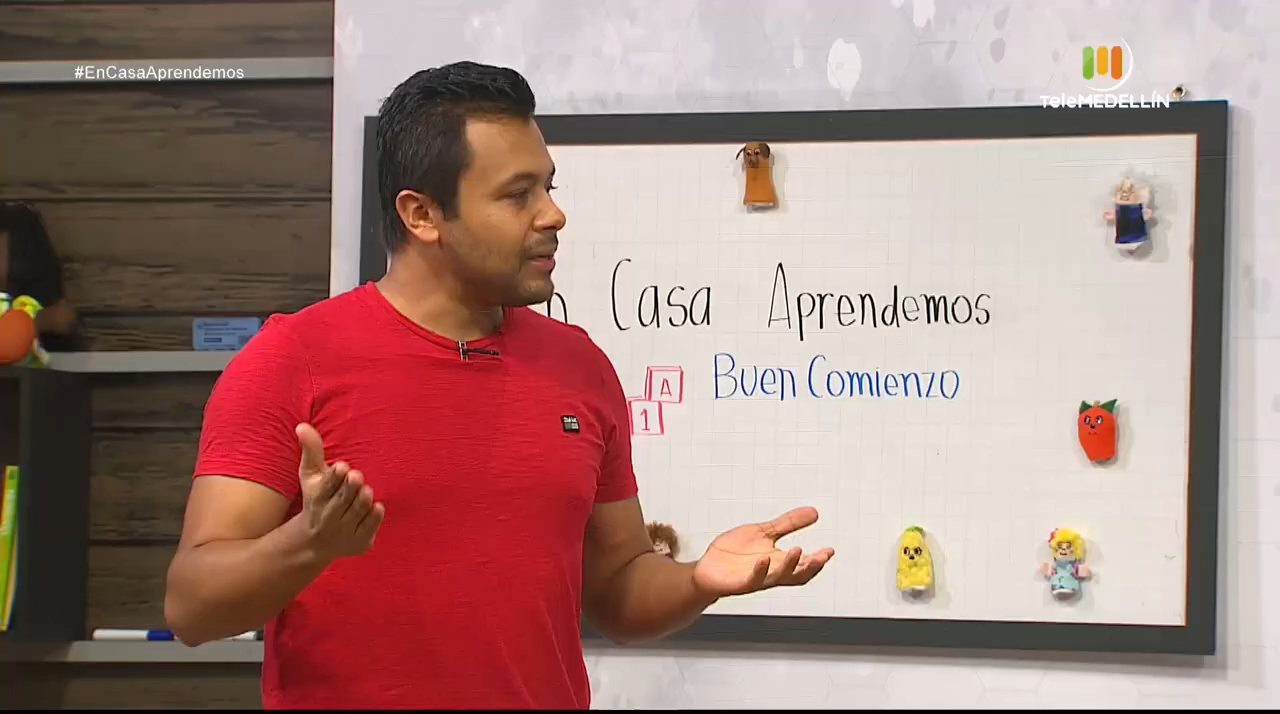 #EnCasaAprendemos
TeleMEDELLÍN
n Casa Aprendemos
A
Buen Comienzo
1